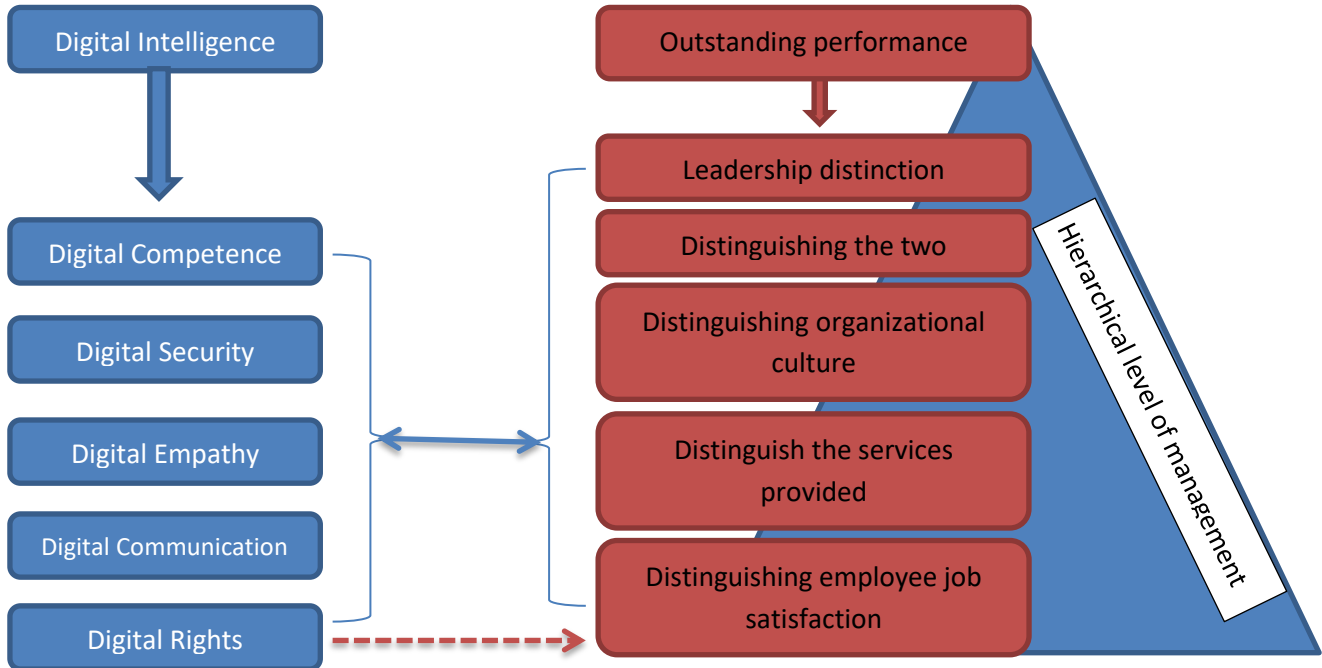 Digital Intelligence
Digital Competence
Digital Security
Digital Empathy
Digital Communication
Digital Rights
Outstanding performance
Leadership distinction
Distinguishing the two
Distinguishing organizational
culture
Distinguish the services
provided
Distinguishing employee job
satisfaction
Hierarchical level of management